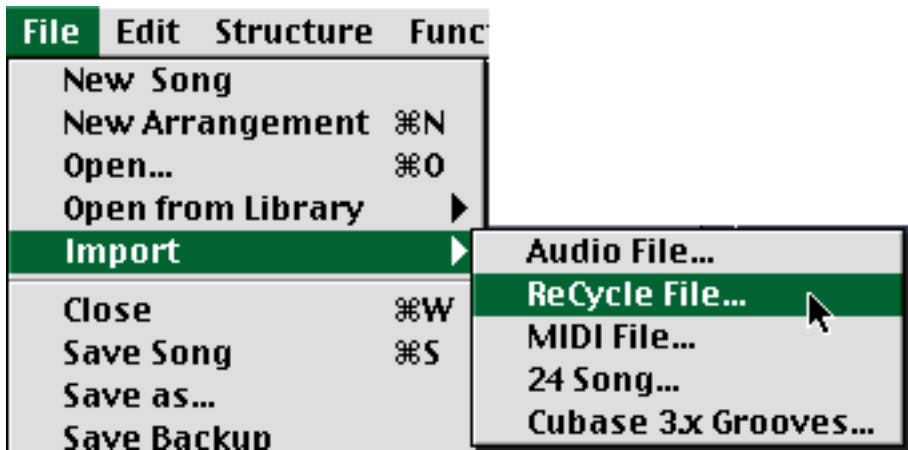 File Edit Structure Func
New Song
New Arrangement ⌘N
Open... ⌘O
Open from Library
Import
Close ⌘W
Save Song ⌘S
Save as...
Save Backup
Audio File...
ReCycle File...
MIDI File...
24 Song...
Cubase 3.x Grooves...